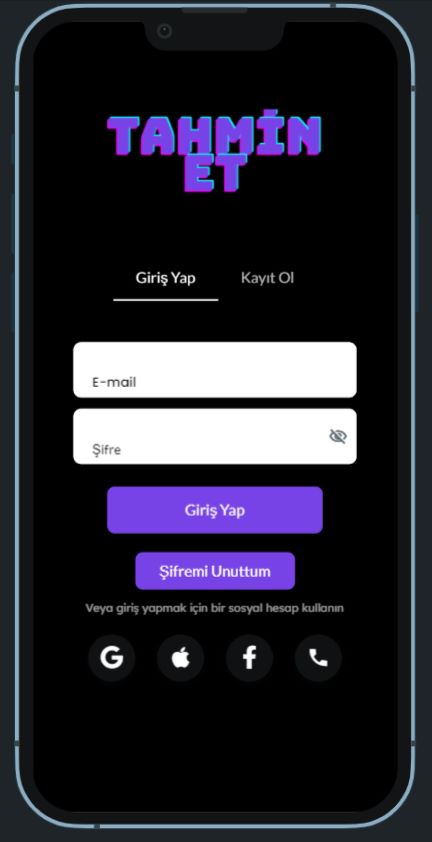 TAHMİN
ET
Giriş Yap
Kayıt Ol
E-mail
Şifre
Giriş Yap
Şifremi Unuttum
Veya giriş yapmak için bir sosyal hesap kullanın